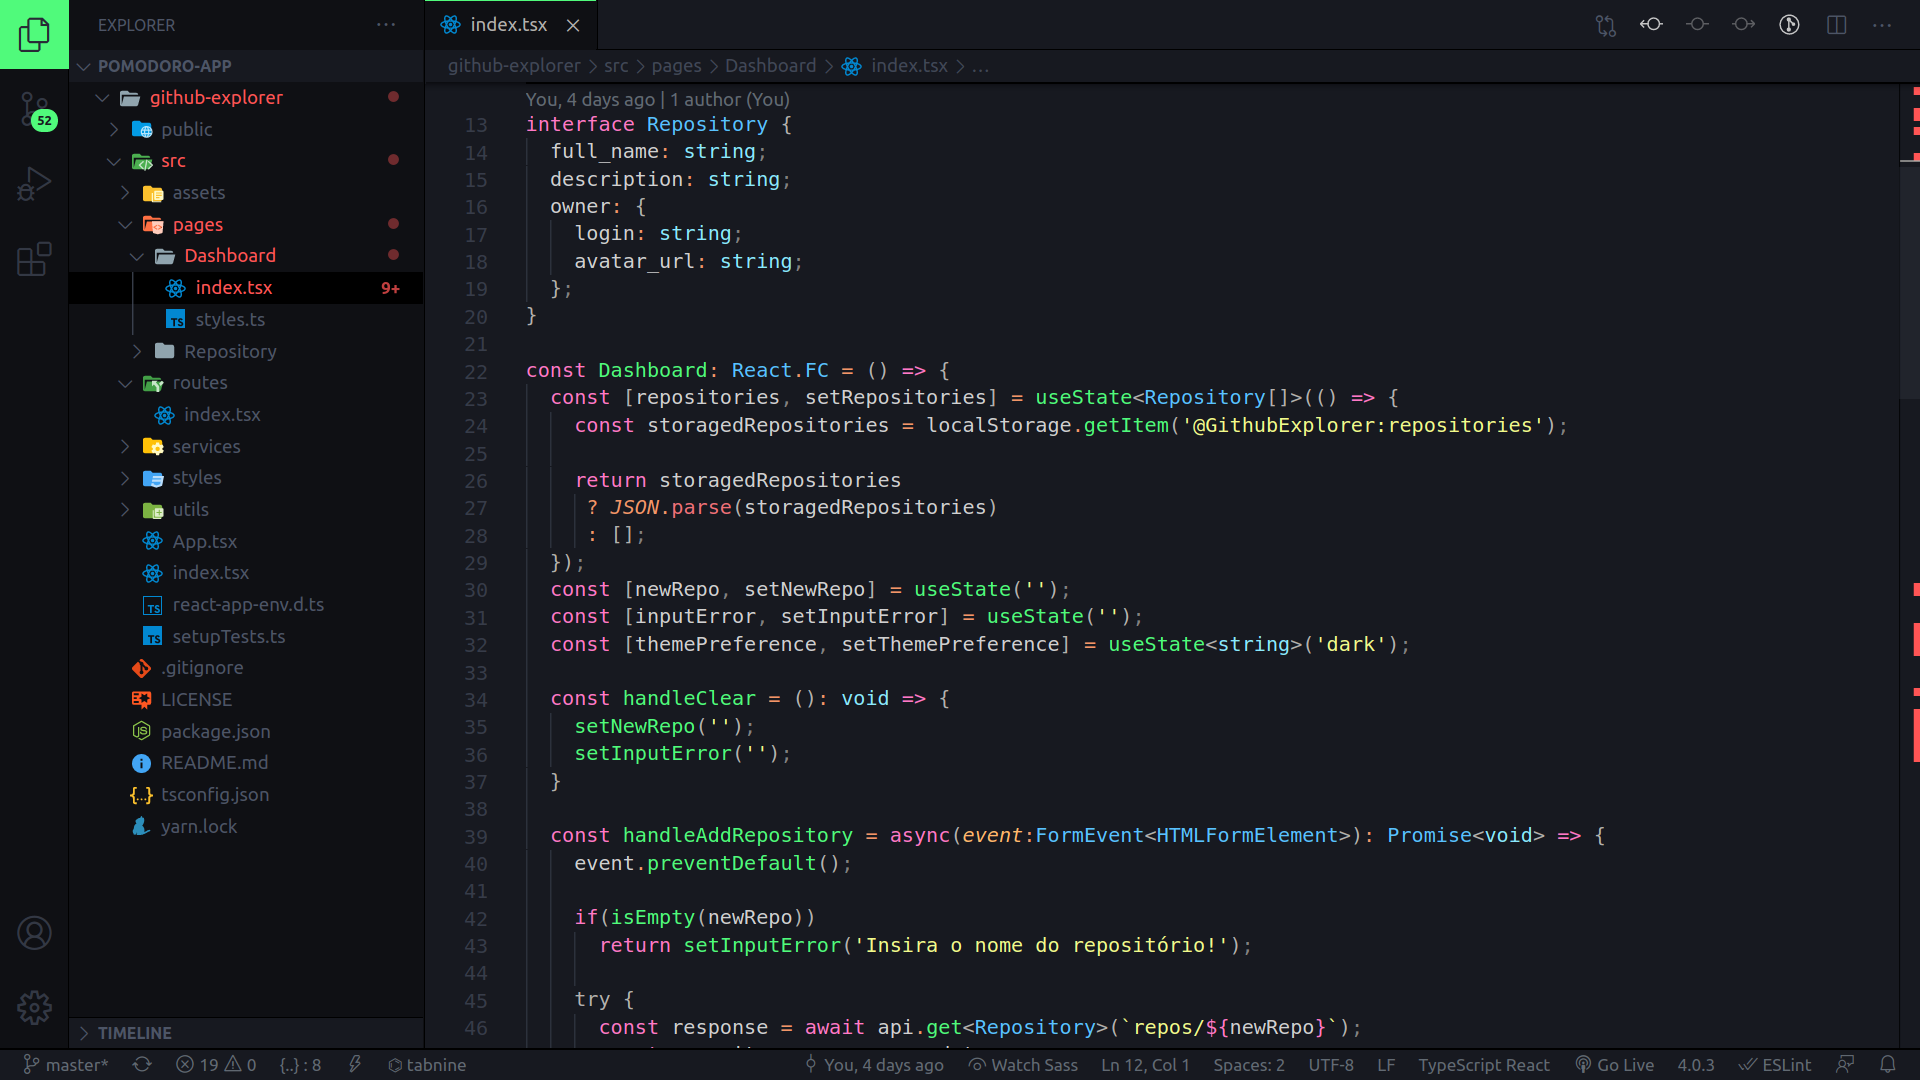 EXPLORER
POMODORO-APP
github-explorer
public
src
assets
pages
Dashboard
index.tsx 9+
styles.ts
Repository
routes
index.tsx
services
styles
utils
App.tsx
index.tsx
react-app-env.d.ts
setupTests.ts
.gitignore
LICENSE
package.json
README.md
tsconfig.json
yarn.lock
TIMELINE
52
index.tsx
github-explorer > src > pages > Dashboard > index.tsx > ...
You, 4 days ago | 1 author (You)
13 interface Repository {
14 full_name: string;
15 description: string;
16 owner: {
17 login: string;
18 avatar_url: string;
19 };
20 }
21
22 const Dashboard: React.FC = () => {
23 const [repositories, setRepositories] = useState<Repository[]>(() => {
24 const storagedRepositories = localStorage.getItem('@GithubExplorer:repositories');
25
26 return storagedRepositories
27 ? JSON.parse(storagedRepositories)
28 : [];
29 });
30 const [newRepo, setNewRepo] = useState('');
31 const [inputError, setInputError] = useState('');
32 const [themePreference, setThemePreference] = useState<string>('dark');
33
34 const handleClear = (): void => {
35 setNewRepo('');
36 setInputError('');
37 }
38
39 const handleAddRepository = async(event:FormEvent<HTMLFormElement>): Promise<void> => {
40 event.preventDefault();
41
42 if(isEmpty(newRepo))
43 return setInputError('Insira o nome do repositório!');
44
45 try {
46 const response = await api.get<Repository>(`repos/${newRepo}`);
master* 19 0 {..} : 8 tabnine You, 4 days ago Watch Sass Ln 12, Col 1 Spaces: 2 UTF-8 LF TypeScript React Go Live 4.0.3 ESLint